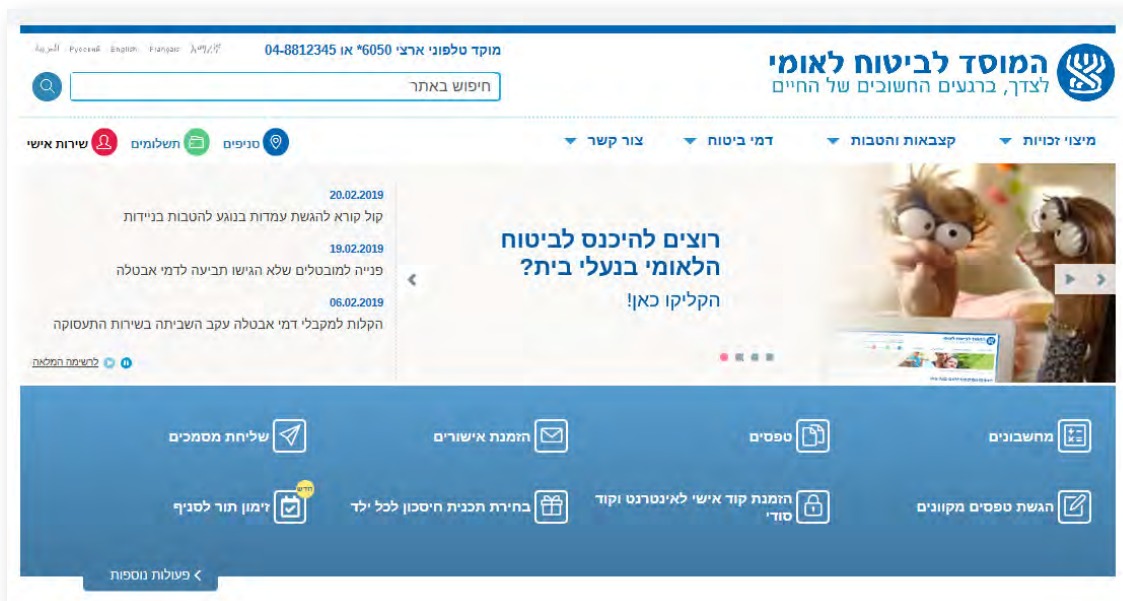 המוסד לביטוח לאומי
לצדך, ברגעים החשובים של החיים
מוקד טלפוני ארצי 6050* או 04-8812345
አማርኛ Français English Русский العربية
חיפוש באתר
מיצוי זכויות
קצבאות והטבות
דמי ביטוח
צור קשר
סניפים
תשלומים
שירות אישי
רוצים להיכנס לביטוח
הלאומי בנעלי בית?
הקליקו כאן!
20.02.2019
קול קורא להגשת עמדות בנוגע להטבות בניידות
19.02.2019
פנייה למובטלים שלא הגישו תביעה לדמי אבטלה
06.02.2019
הקלות למקבלי דמי אבטלה עקב השביתה בשירות התעסוקה
לרשימה המלאה
מחשבונים
טפסים
הזמנת אישורים
שליחת מסמכים
הגשת טפסים מקוונים
הזמנת קוד אישי לאינטרנט וקוד
סודי
בחירת תכנית חיסכון לכל ילד
חדש
זימון תור לסניף
פעולות נוספות